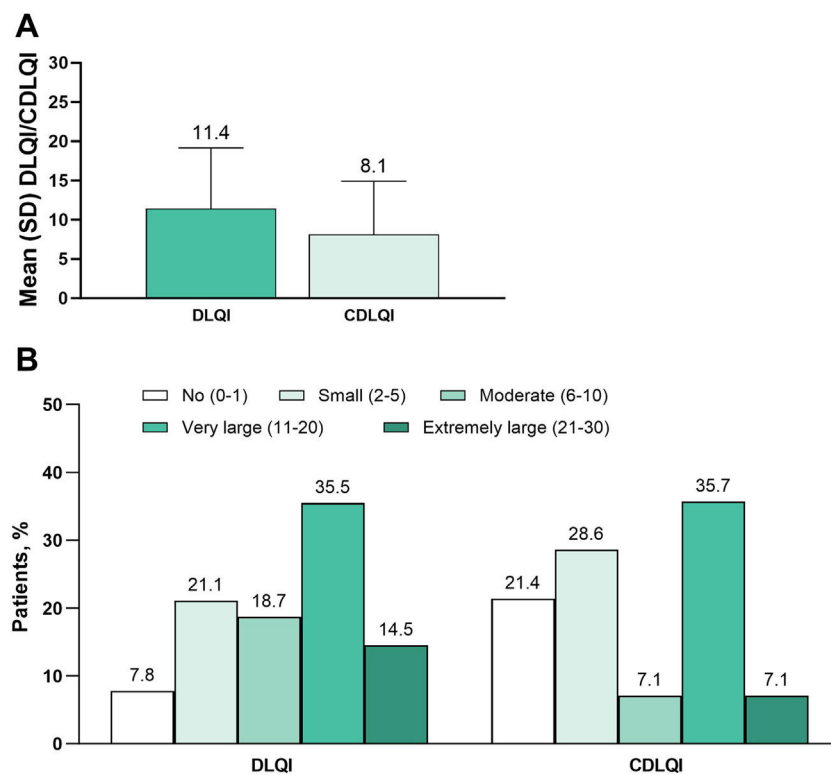 A
Mean (SD) DLQI/CDLQI
30
25
20
15
10
5
0
11.4
8.1
DLQI
CDLQI
B
No (0-1)
Small (2-5)
Moderate (6-10)
Very large (11-20)
Extremely large (21-30)
Patients, %
50
40
30
20
10
0
7.8
21.1
18.7
35.5
14.5
21.4
28.6
7.1
35.7
7.1
DLQI
CDLQI